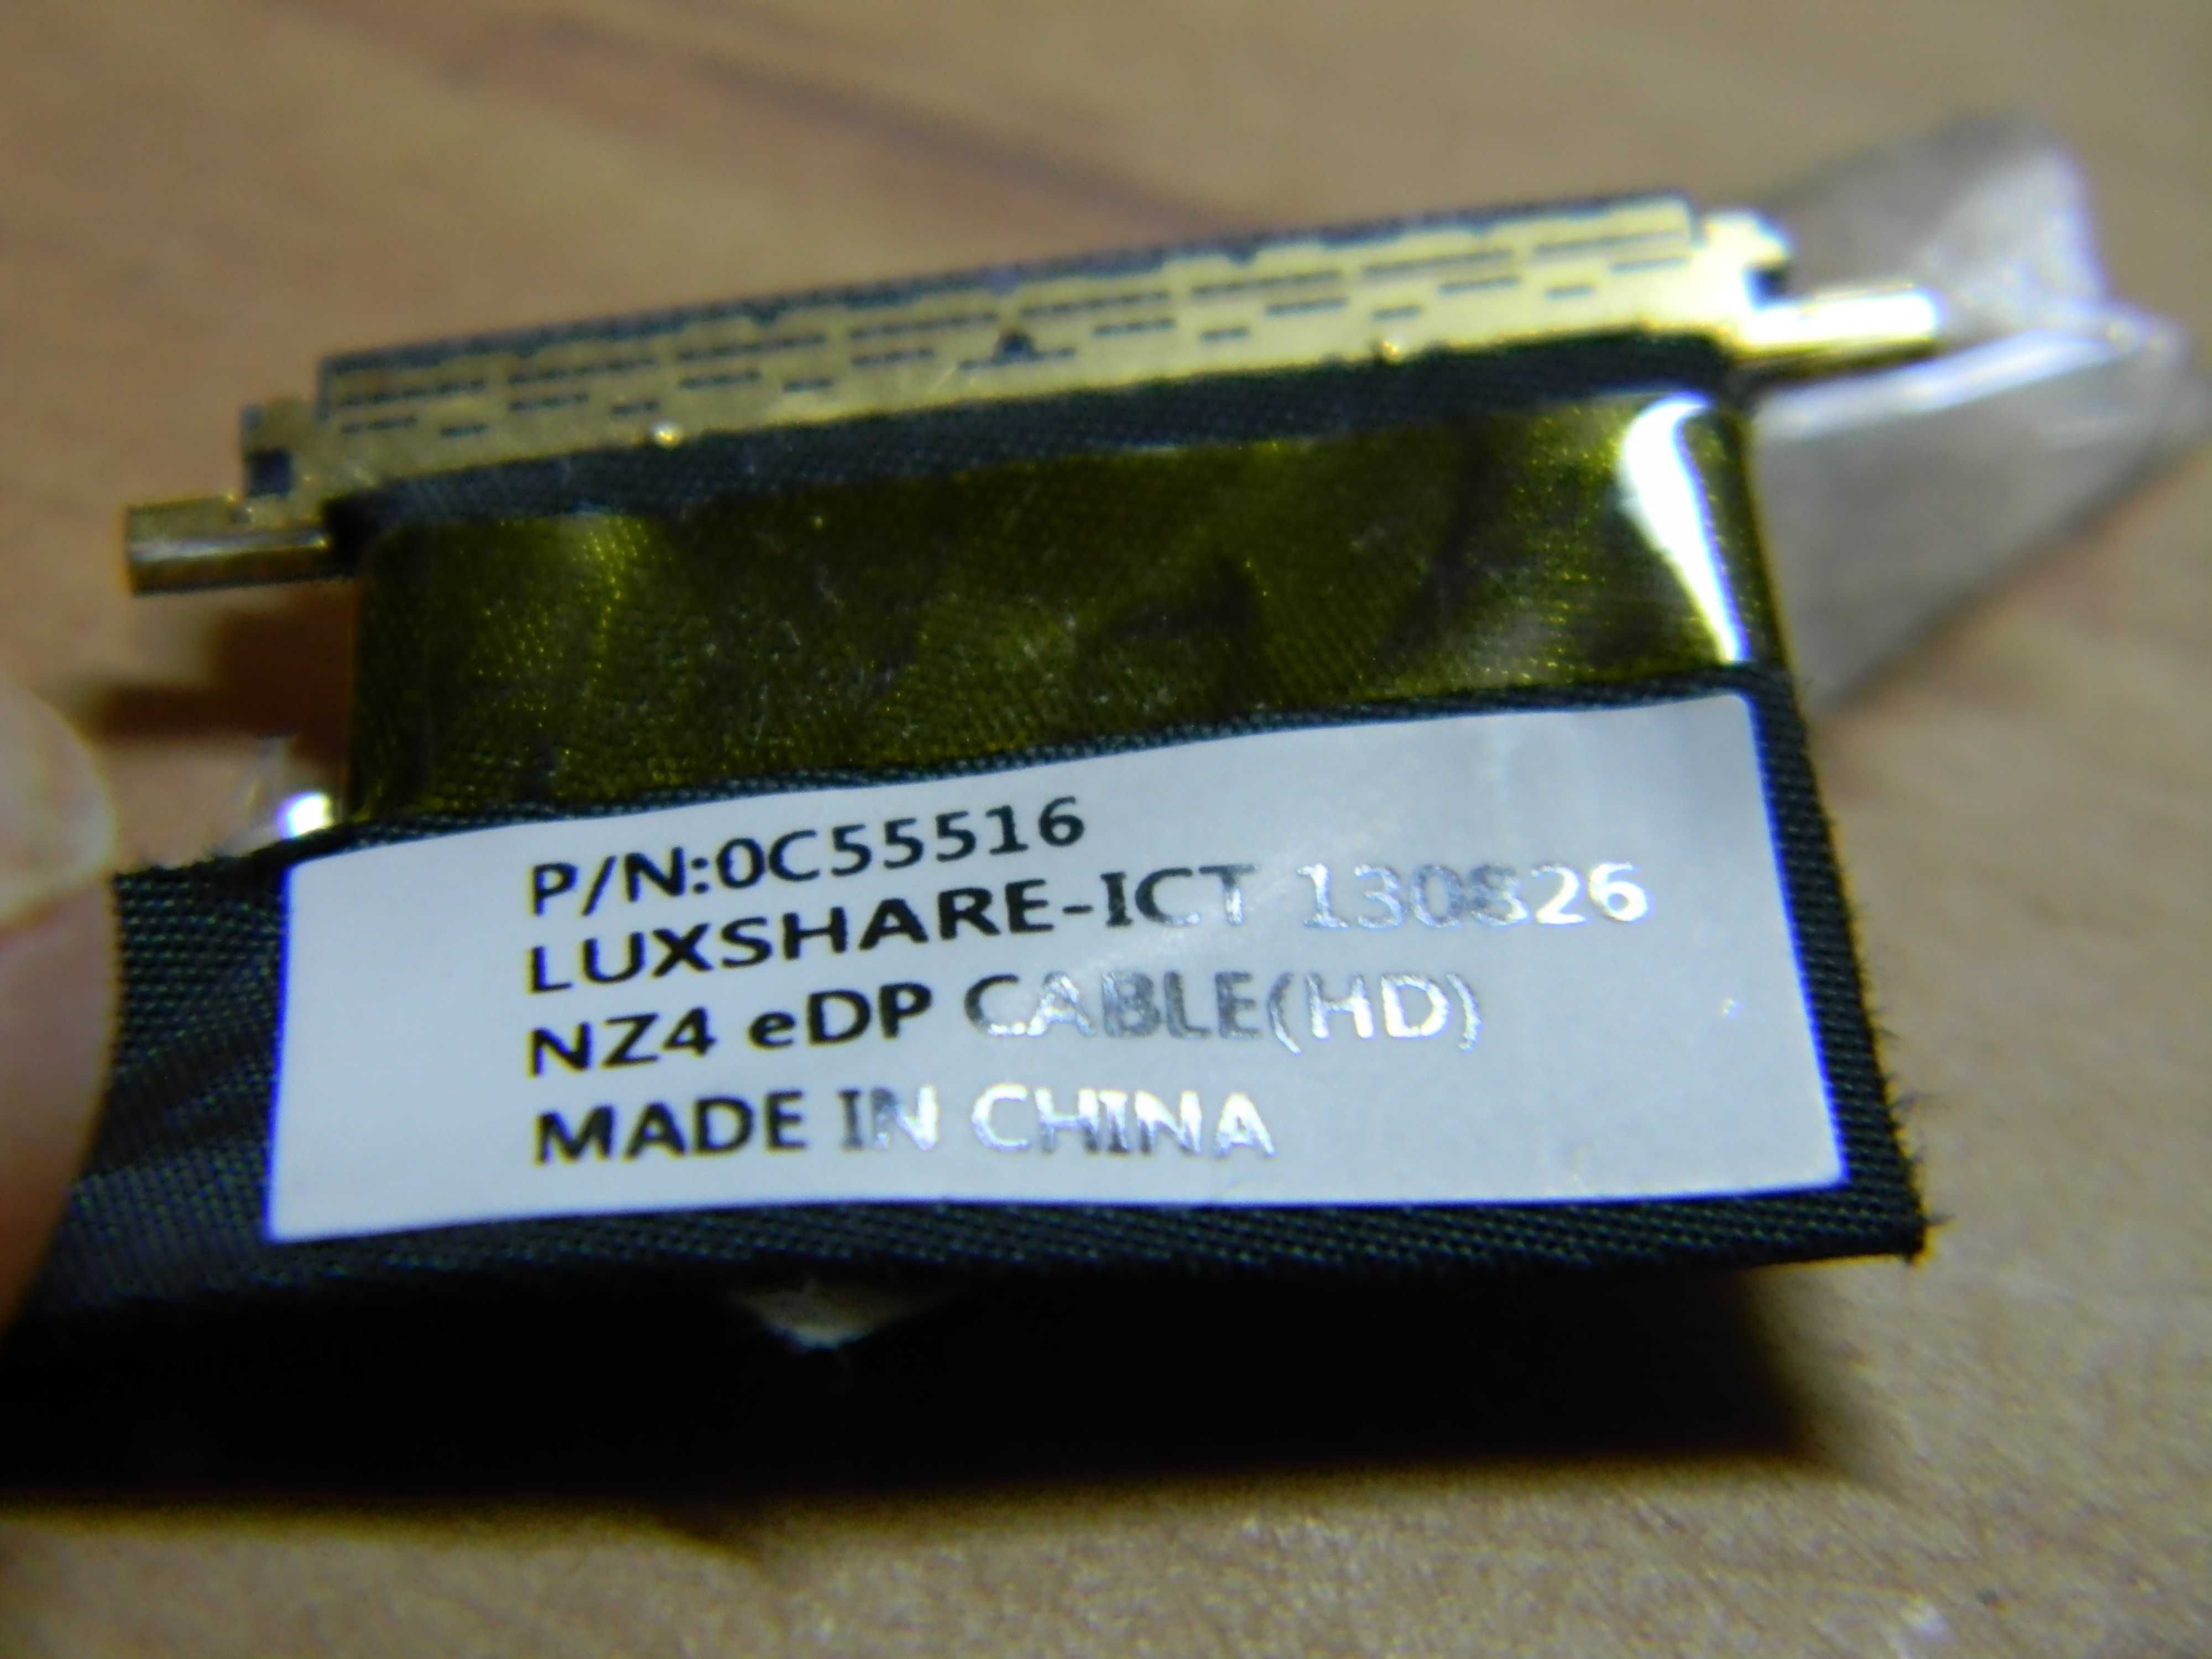 P/N:0C55516
LUXSHARE-ICT 130826
NZ4 eDP CABLE(HD)
MADE IN CHINA